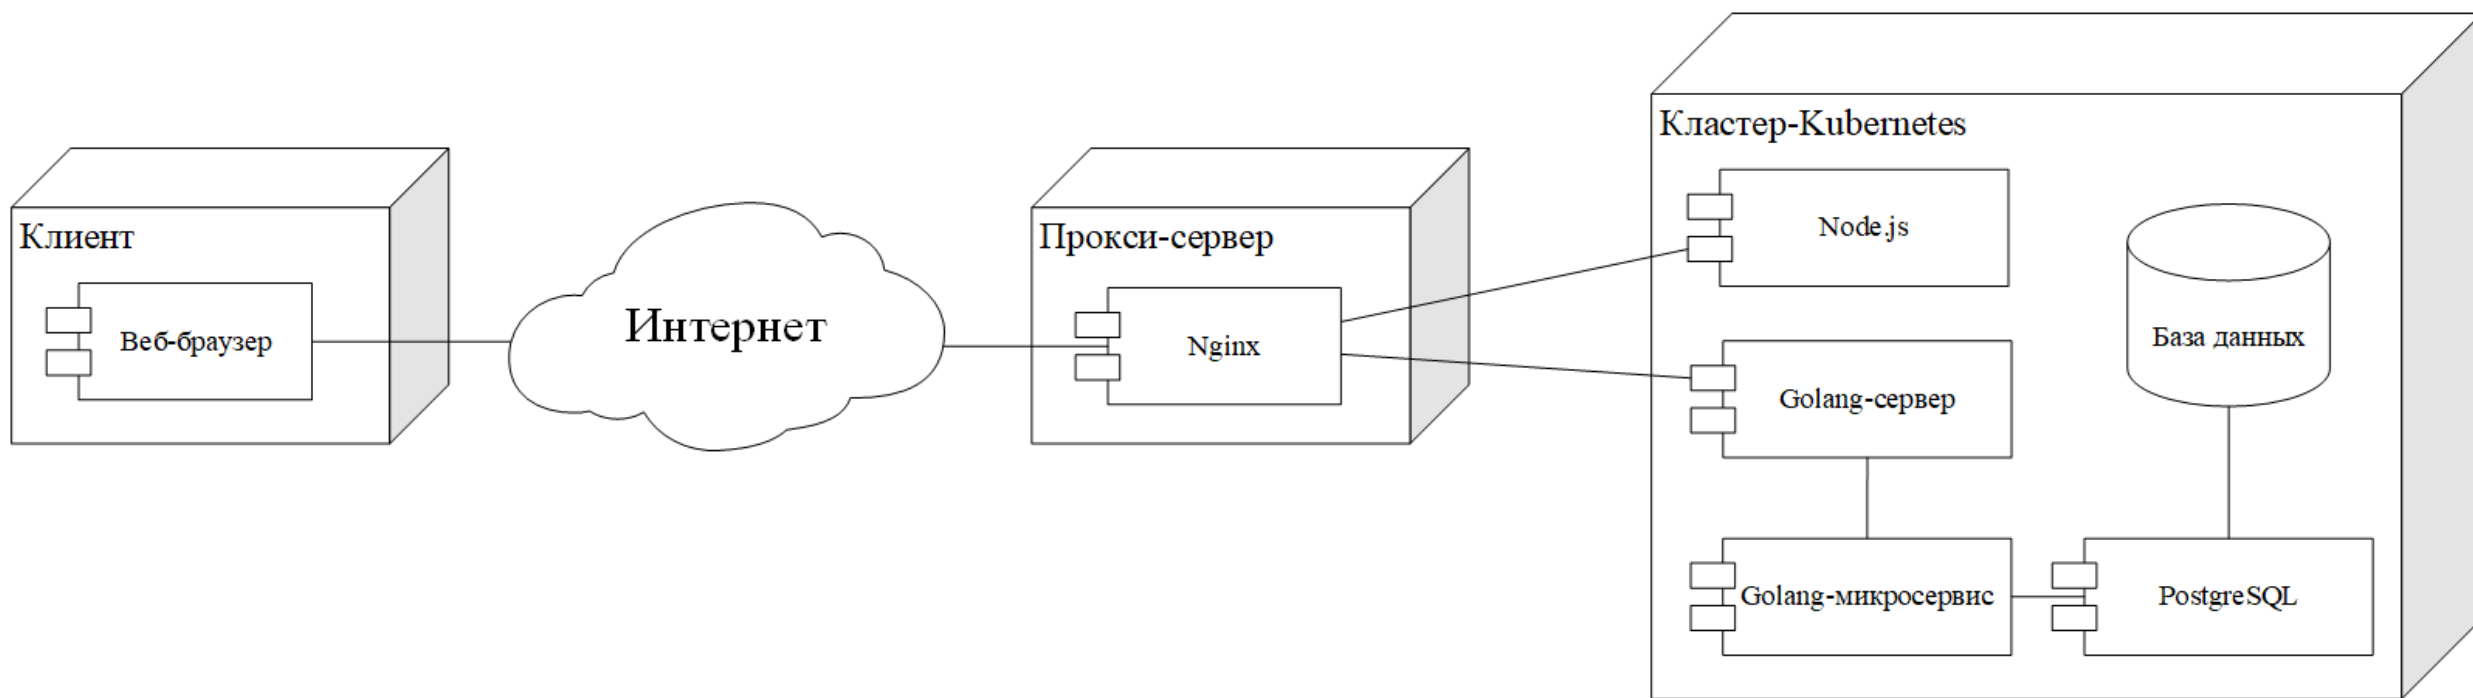 Клиент
Веб-браузер
Интернет
Прокси-сервер
Nginx
Кластер-Kubernetes
Node.js
База данных
Golang-сервер
Golang-микросервис
PostgreSQL